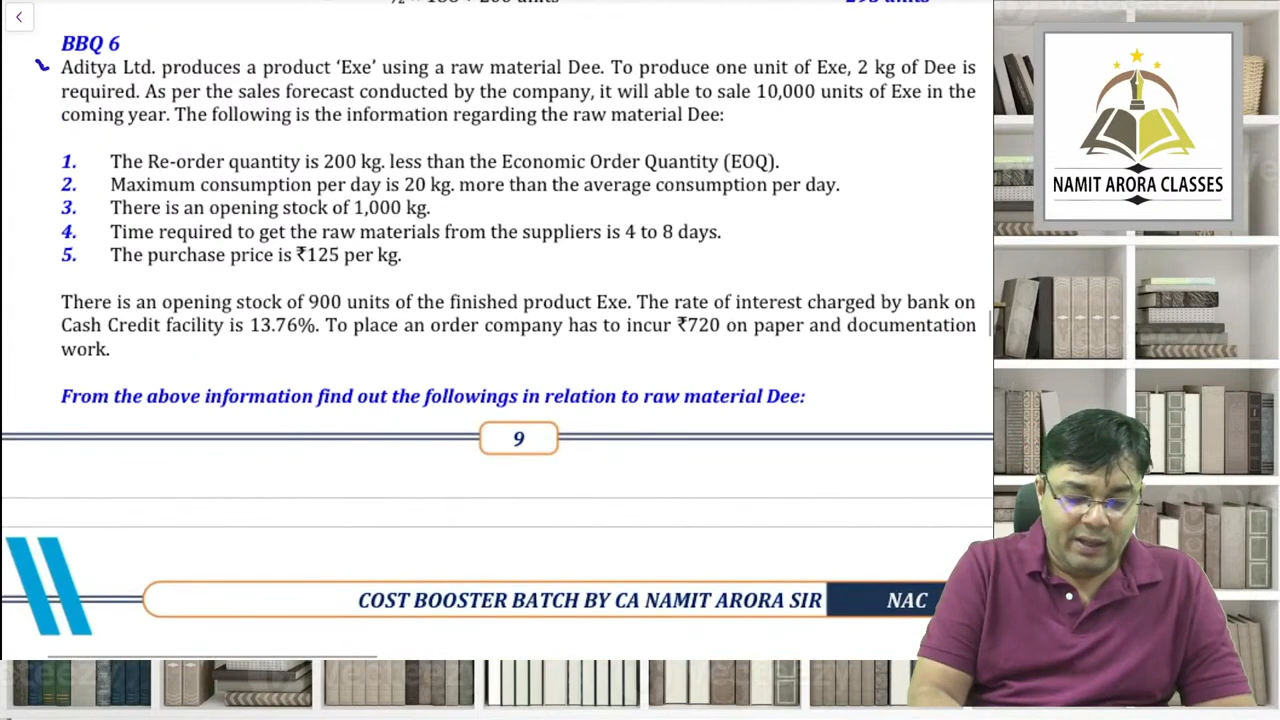 BBQ 6
Aditya Ltd. produces a product ‘Exe’ using a raw material Dee. To produce one unit of Exe, 2 kg of Dee is
required. As per the sales forecast conducted by the company, it will able to sale 10,000 units of Exe in the
coming year. The following is the information regarding the raw material Dee:
1. The Re-order quantity is 200 kg. less than the Economic Order Quantity (EOQ).
2. Maximum consumption per day is 20 kg. more than the average consumption per day.
3. There is an opening stock of 1,000 kg.
4. Time required to get the raw materials from the suppliers is 4 to 8 days.
5. The purchase price is ₹125 per kg.
There is an opening stock of 900 units of the finished product Exe. The rate of interest charged by bank on
Cash Credit facility is 13.76%. To place an order company has to incur ₹720 on paper and documentation
work.
From the above information find out the followings in relation to raw material Dee:
9
COST BOOSTER BATCH BY CA NAMIT ARORA SIR NAC
NAMIT ARORA CLASSES